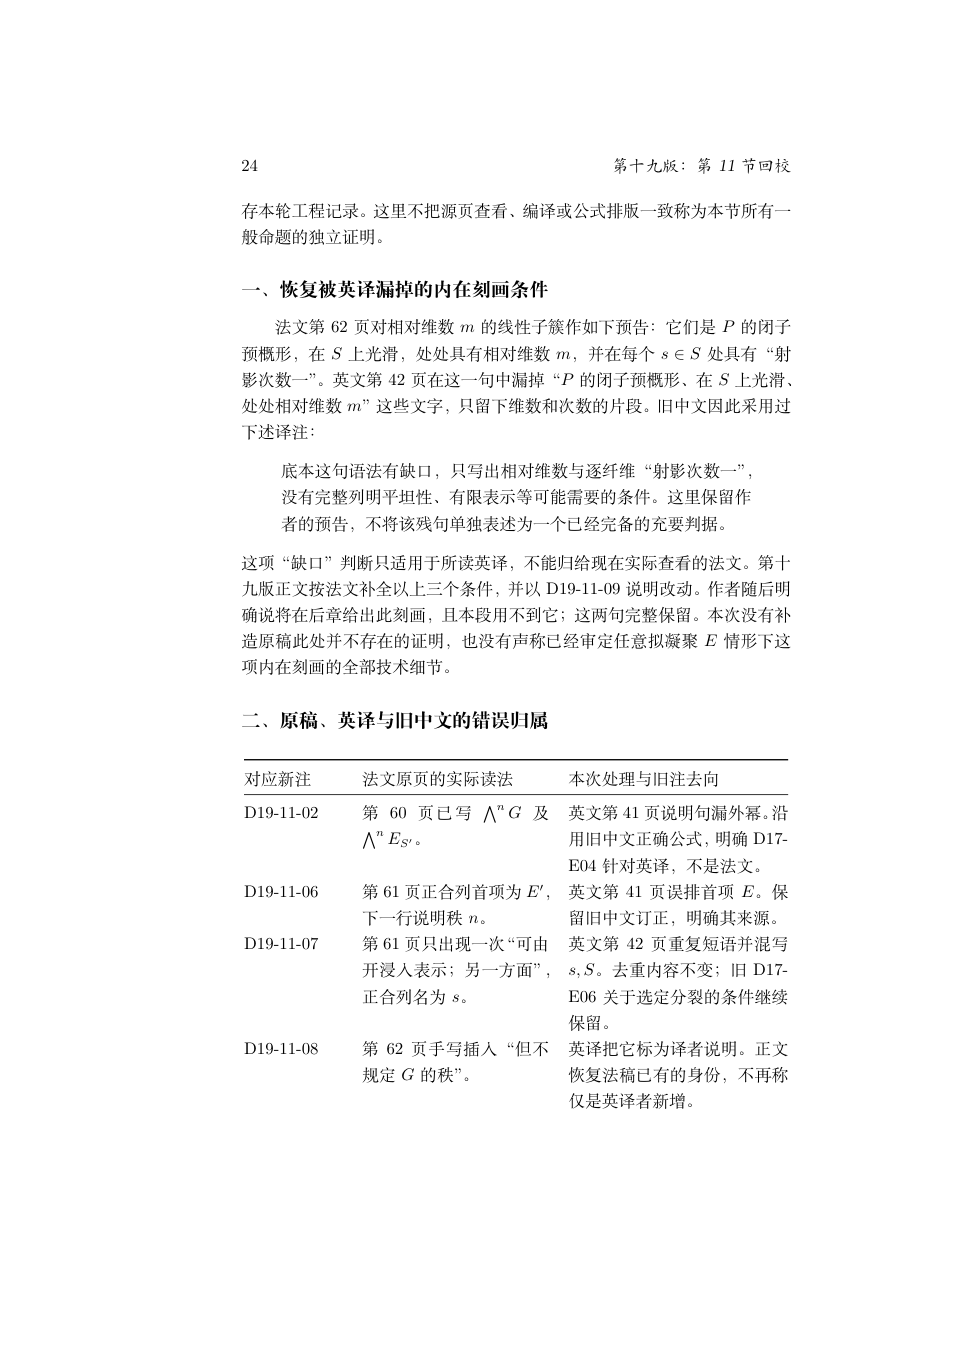 24 第十九版：第 11 节回校
存本轮工程记录。这里不把源页查看、编译或公式排版一致称为本节所有一
般命题的独立证明。
一、恢复被英译漏掉的内在刻画条件
法文第 62 页对相对维数 m 的线性子簇作如下预告：它们是 P 的闭子
预概形，在 S 上光滑，处处具有相对维数 m，并在每个 s ∈ S 处具有“射
影次数一”。英文第 42 页在这一句中漏掉“P 的闭子预概形、在 S 上光滑、
处处相对维数 m”这些文字，只留下维数和次数的片段。旧中文因此采用过
下述译注：
底本这句语法有缺口，只写出相对维数与逐纤维“射影次数一”，
没有完整列明平坦性、有限表示等可能需要的条件。这里保留作
者的预告，不将该残句单独表述为一个已经完备的充要判据。
这项“缺口”判断只适用于所读英译，不能归给现在实际查看的法文。第十
九版正文按法文补全以上三个条件，并以 D19-11-09 说明改动。作者随后明
确说将在后章给出此刻画，且本段用不到它；这两句完整保留。本次没有补
造原稿此处并不存在的证明，也没有声称已经审定任意拟凝聚 E 情形下这
项内在刻画的全部技术细节。
二、原稿、英译与旧中文的错误归属
对应新注 法文原页的实际读法 本次处理与旧注去向
D19-11-02 第 60 页已写 ⋀ⁿ G 及 英文第 41 页说明句漏外幂。沿
⋀ⁿ E_{S′}。 用旧中文正确公式，明确 D17-
E04 针对英译，不是法文。
D19-11-06 第 61 页正合列首项为 E′， 英文第 41 页误排首项 E。保
下一行说明秩 n。 留旧中文订正，明确其来源。
D19-11-07 第 61 页只出现一次“可由 英文第 42 页重复短语并混写
开浸入表示；另一方面”， s, S。去重内容不变；旧 D17-
正合列名为 s。 E06 关于选定分裂的条件继续
保留。
D19-11-08 第 62 页手写插入“但不 英译把它标为译者说明。正文
规定 G 的秩”。 恢复法稿已有的身份，不再称
仅是英译者新增。